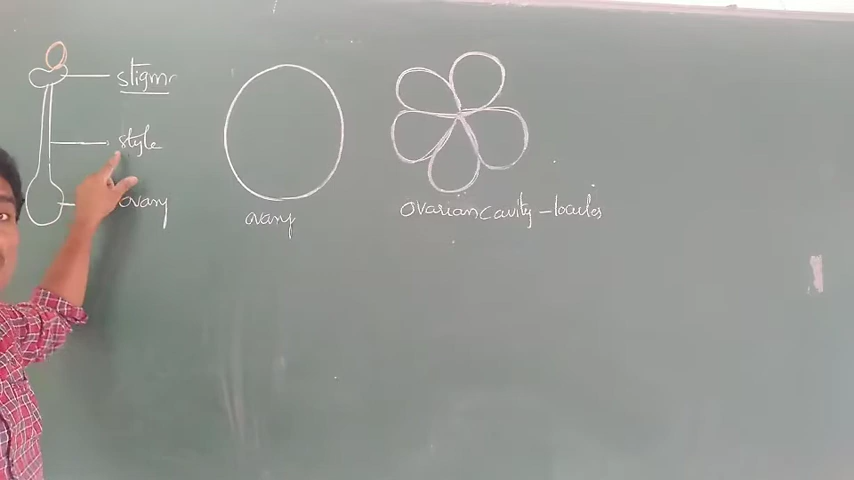 stigma
style
ovary
ovary
ovarian cavity - locules